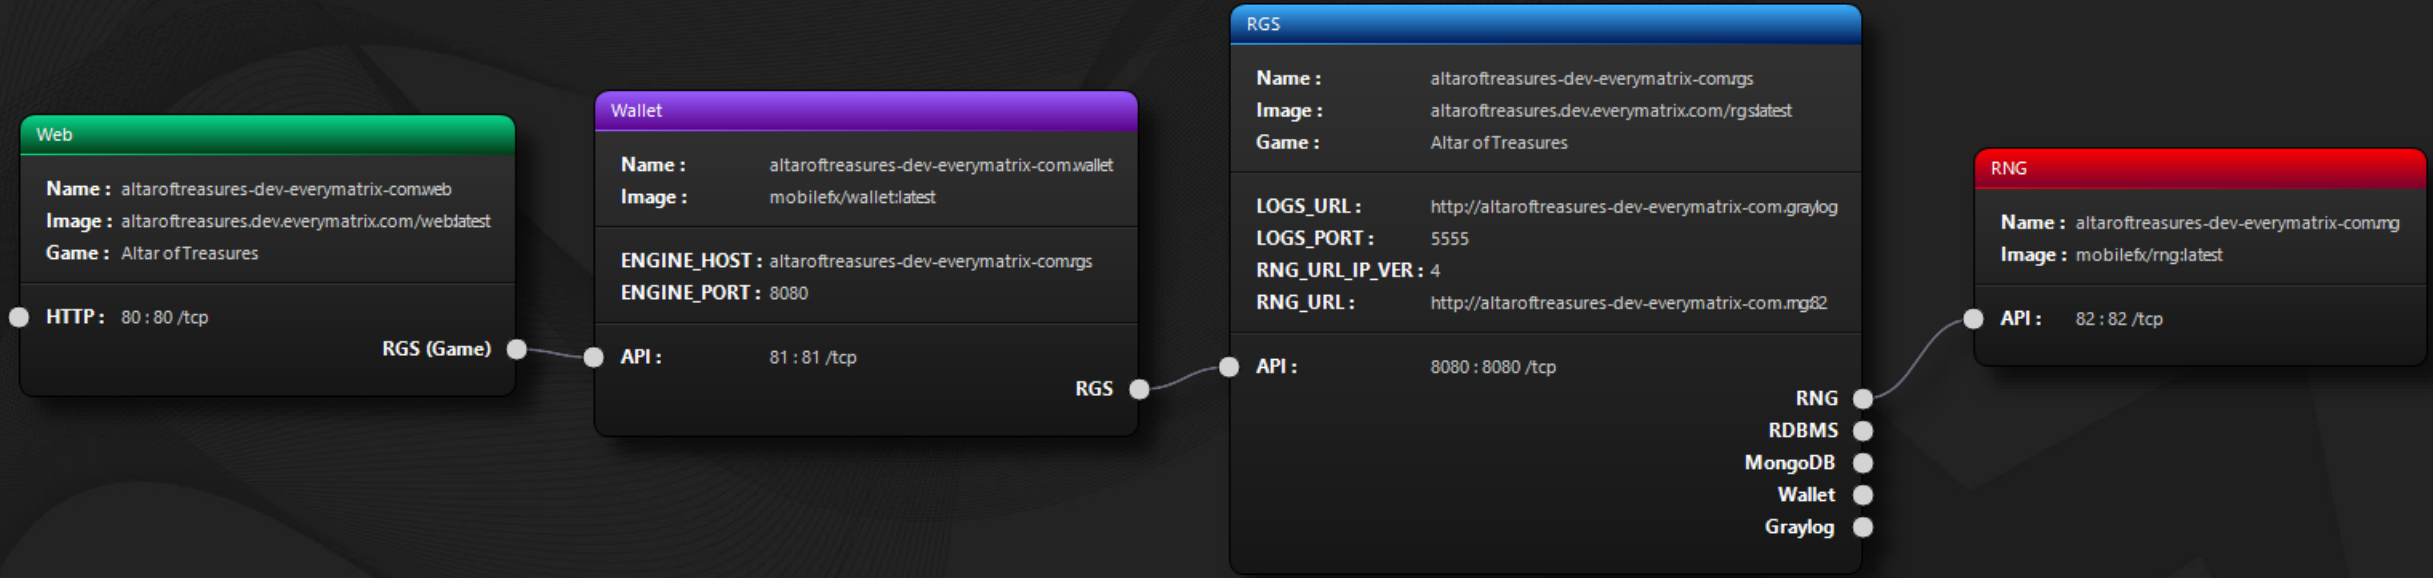 Web
Name : altaroftreasures-dev-everymatrix-com.web
Image : altaroftreasures.dev.everymatrix.com/web:latest
Game : Altar of Treasures
HTTP : 80 : 80 /tcp
RGS (Game)
Wallet
Name : altaroftreasures-dev-everymatrix-com.wallet
Image : mobilefx/wallet:latest
ENGINE_HOST : altaroftreasures-dev-everymatrix-com.rgs
ENGINE_PORT : 8080
API : 81 : 81 /tcp
RGS
RGS
Name : altaroftreasures-dev-everymatrix-com.rgs
Image : altaroftreasures.dev.everymatrix.com/rgs:latest
Game : Altar of Treasures
LOGS_URL : http://altaroftreasures-dev-everymatrix-com.graylog
LOGS_PORT : 5555
RNG_URL_IP_VER : 4
RNG_URL : http://altaroftreasures-dev-everymatrix-com.rng:82
API : 8080 : 8080 /tcp
RNG
RDBMS
MongoDB
Wallet
Graylog
RNG
Name : altaroftreasures-dev-everymatrix-com.rng
Image : mobilefx/rng:latest
API : 82 : 82 /tcp